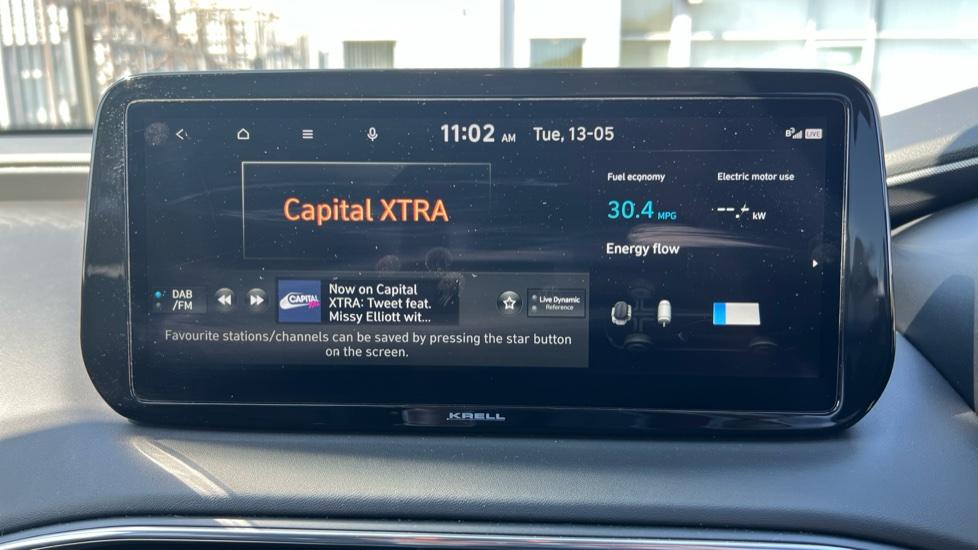 11:02 AM Tue, 13-05
LIVE
Capital XTRA
Fuel economy
30.4 MPG
Electric motor use
--.- kW
Energy flow
DAB
/FM
CAPITAL
Now on Capital
XTRA: Tweet feat.
Missy Elliott wit...
Live Dynamic
Reference
Favourite stations/channels can be saved by pressing the star button
on the screen.
KRELL